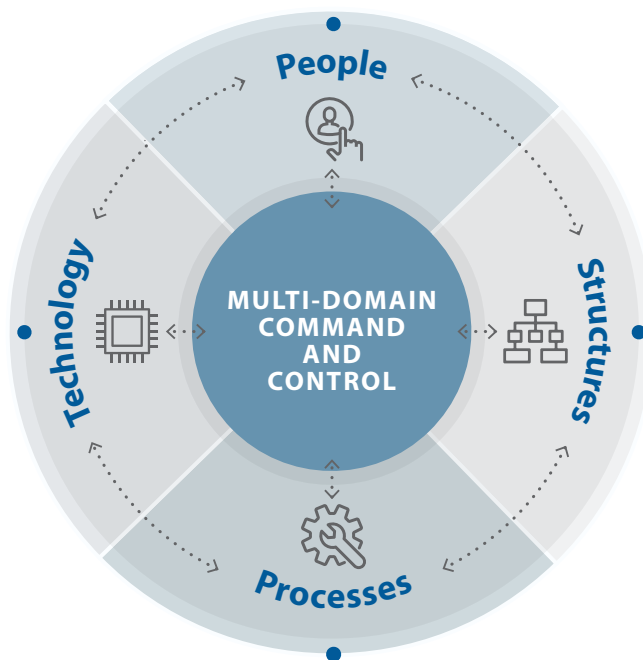 People
Technology
MULTI-DOMAIN
COMMAND
AND
CONTROL
Structures
Processes